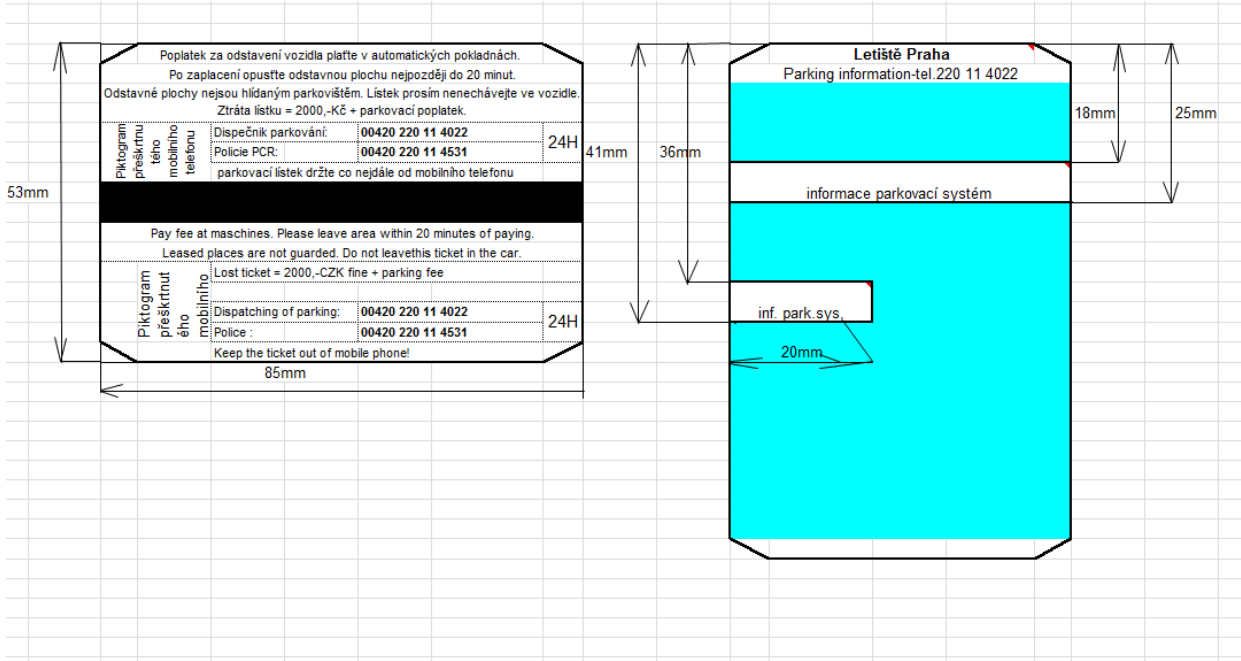 Poplatek za odstavení vozidla plaťte v automatických pokladnách.
Po zaplacení opusťte odstavnou plochu nejpozději do 20 minut.
Odstavné plochy nejsou hlídaným parkovištěm. Lístek prosím nenechávejte ve vozidle.
Ztráta lístku = 2000,-Kč + parkovací poplatek.
Piktogram
přeškrtnu
tého
mobilního
telefonu
Dispečnik parkování: 00420 220 11 4022
Policie PCR: 00420 220 11 4531
24H
parkovací lístek držte co nejdále od mobilního telefonu
Pay fee at maschines. Please leave area within 20 minutes of paying.
Leased places are not guarded. Do not leavethis ticket in the car.
Piktogram
přeškrtnut
ého
mobilního
Lost ticket = 2000,-CZK fine + parking fee
Dispatching of parking: 00420 220 11 4022
Police : 00420 220 11 4531
24H
Keep the ticket out of mobile phone!
53mm
85mm
Letiště Praha
Parking information-tel.220 11 4022
informace parkovací systém
inf. park.sys,
20mm
41mm
36mm
18mm
25mm